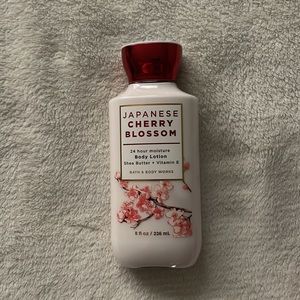 JAPANESE
CHERRY
BLOSSOM
24 hour moisture
Body Lotion
Shea Butter + Vitamin E
BATH & BODY WORKS
8 fl oz / 236 mL